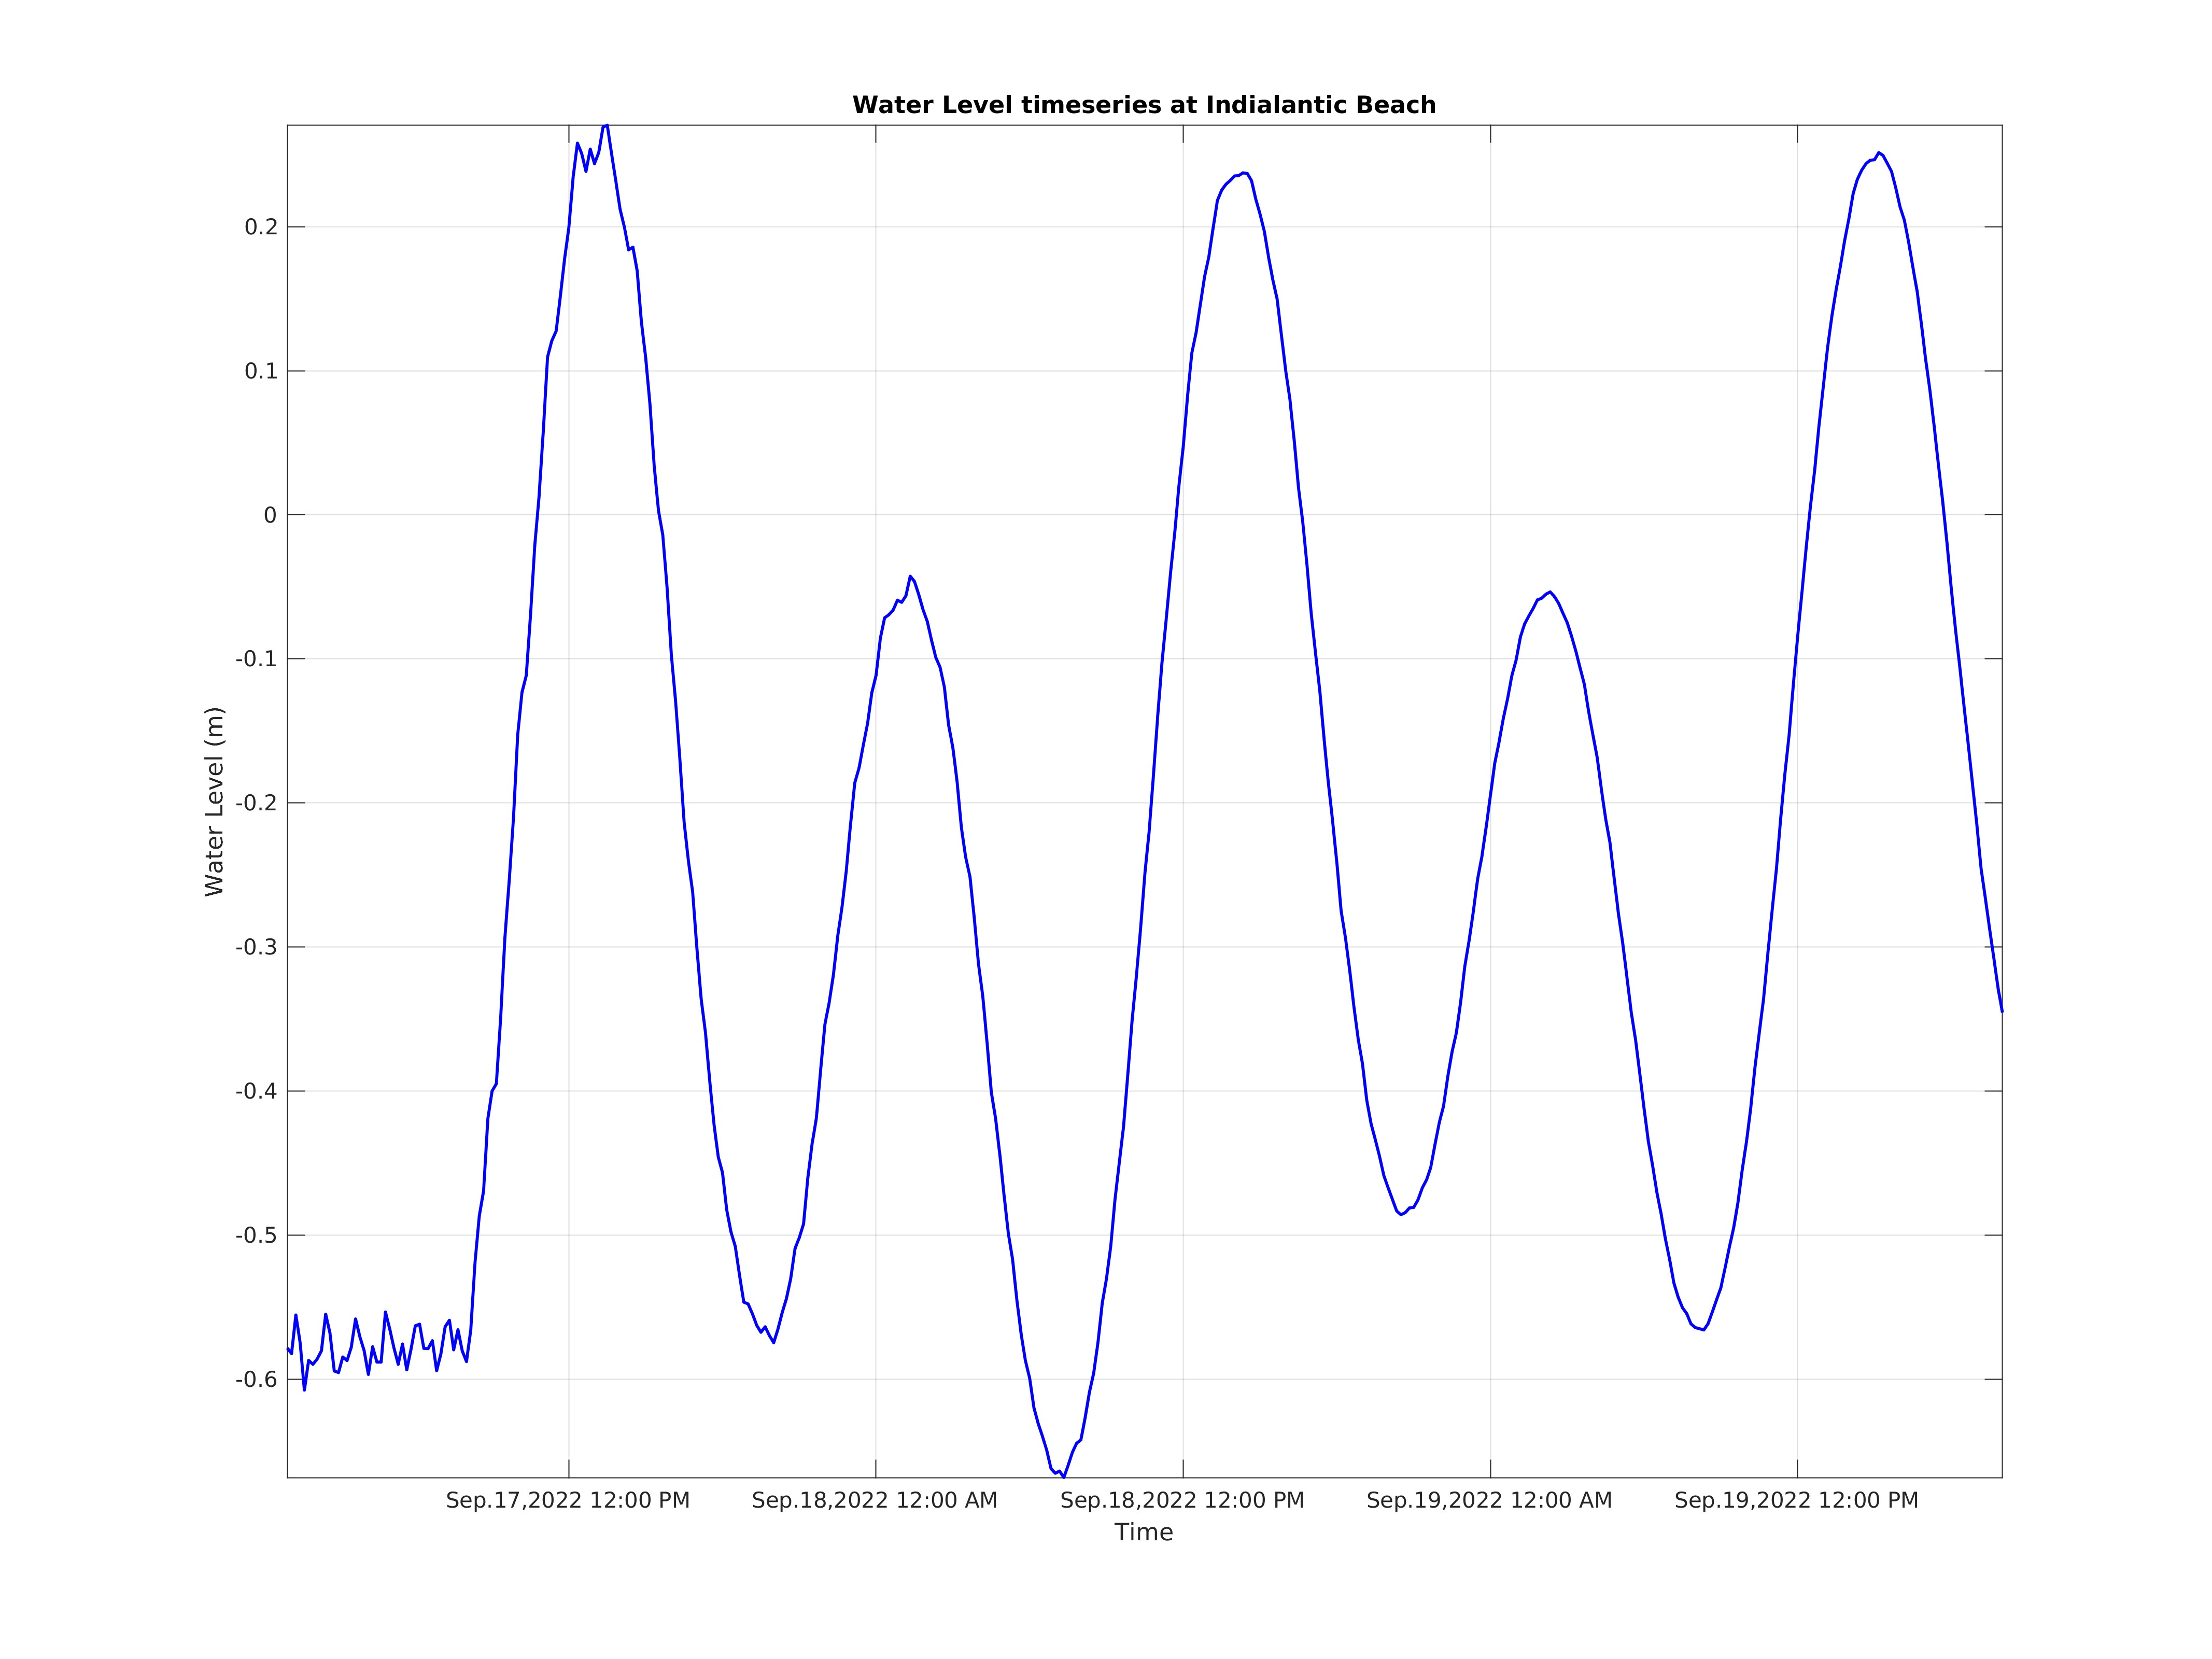 Water Level timeseries at Indialantic Beach
0.2
0.1
0
-0.1
-0.2
-0.3
-0.4
-0.5
-0.6
Water Level (m)
Sep.17,2022 12:00 PM
Sep.18,2022 12:00 AM
Sep.18,2022 12:00 PM
Sep.19,2022 12:00 AM
Sep.19,2022 12:00 PM
Time